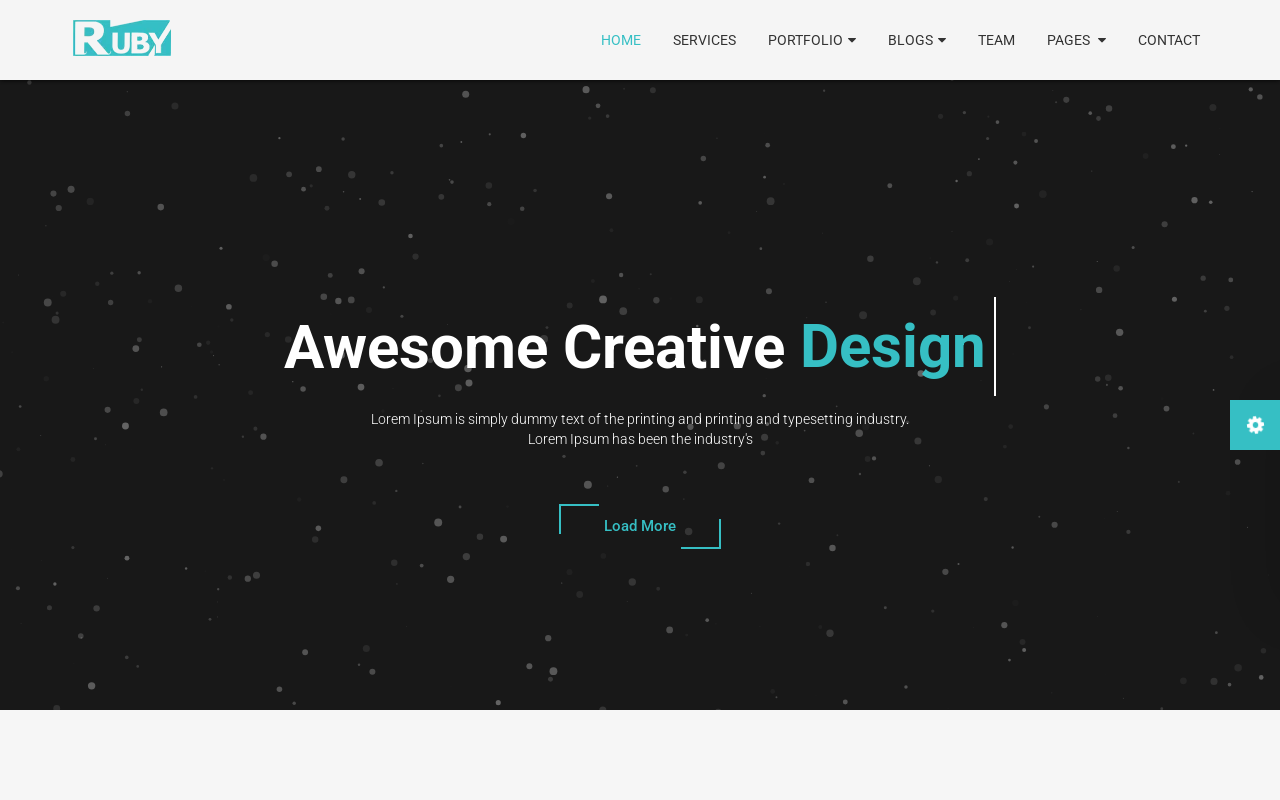 RUBY
HOME SERVICES PORTFOLIO BLOGS TEAM PAGES CONTACT
Awesome Creative Design
Lorem Ipsum is simply dummy text of the printing and printing and typesetting industry.
Lorem Ipsum has been the industry's
Load More